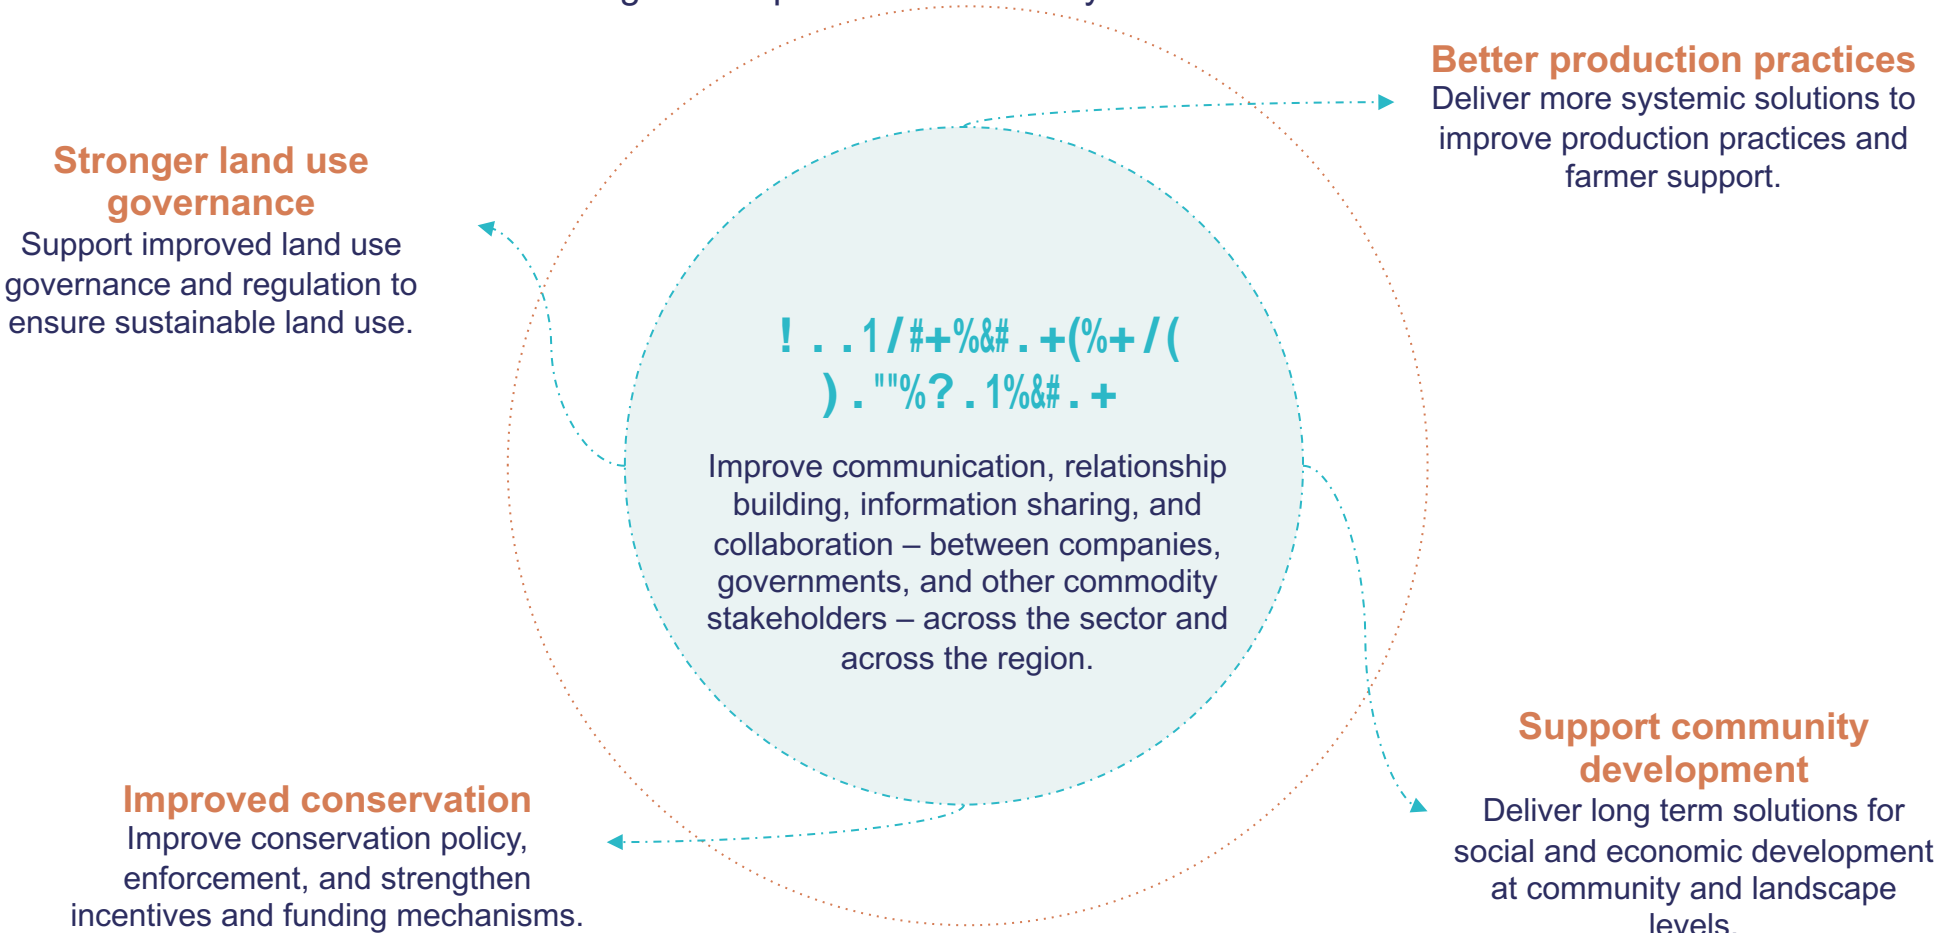 Better production practices
Deliver more systemic solutions to
improve production practices and
farmer support.
Stronger land use
governance
Support improved land use
governance and regulation to
ensure sustainable land use.
! . . 1 / # + % & # . + ( % + / (
) . " " % ? . 1 % & # . +
Improve communication, relationship
building, information sharing, and
collaboration – between companies,
governments, and other commodity
stakeholders – across the sector and
across the region.
Support community
development
Deliver long term solutions for
social and economic development
at community and landscape
levels.
Improved conservation
Improve conservation policy,
enforcement, and strengthen
incentives and funding mechanisms.